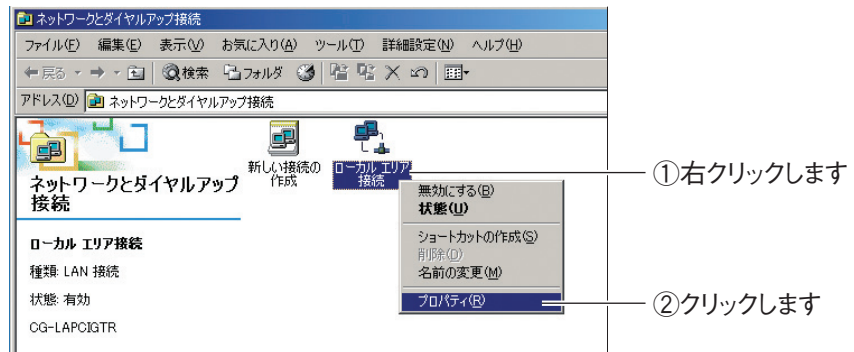 ネットワークとダイヤルアップ接続
ファイル(F) 編集(E) 表示(V) お気に入り(A) ツール(T) 詳細設定(N) ヘルプ(H)
戻る 検索 フォルダ
アドレス(D) ネットワークとダイヤルアップ接続
ネットワークとダイヤルアップ
接続
ローカル エリア接続
種類: LAN 接続
状態: 有効
CG-LAPCIGTR
新しい接続の
作成
ローカル エリア
接続
無効にする(B)
状態(U)
ショートカットの作成(S)
削除(D)
名前の変更(M)
プロパティ(R)
①右クリックします
②クリックします